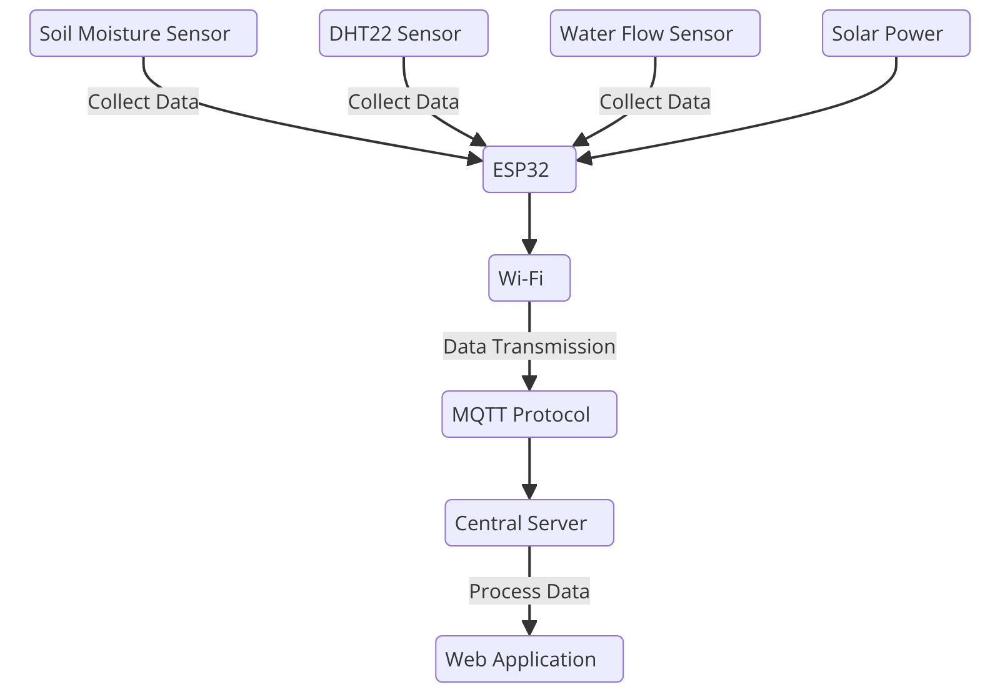 Soil Moisture Sensor
DHT22 Sensor
Water Flow Sensor
Solar Power
Collect Data
Collect Data
Collect Data
ESP32
Wi-Fi
Data Transmission
MQTT Protocol
Central Server
Process Data
Web Application